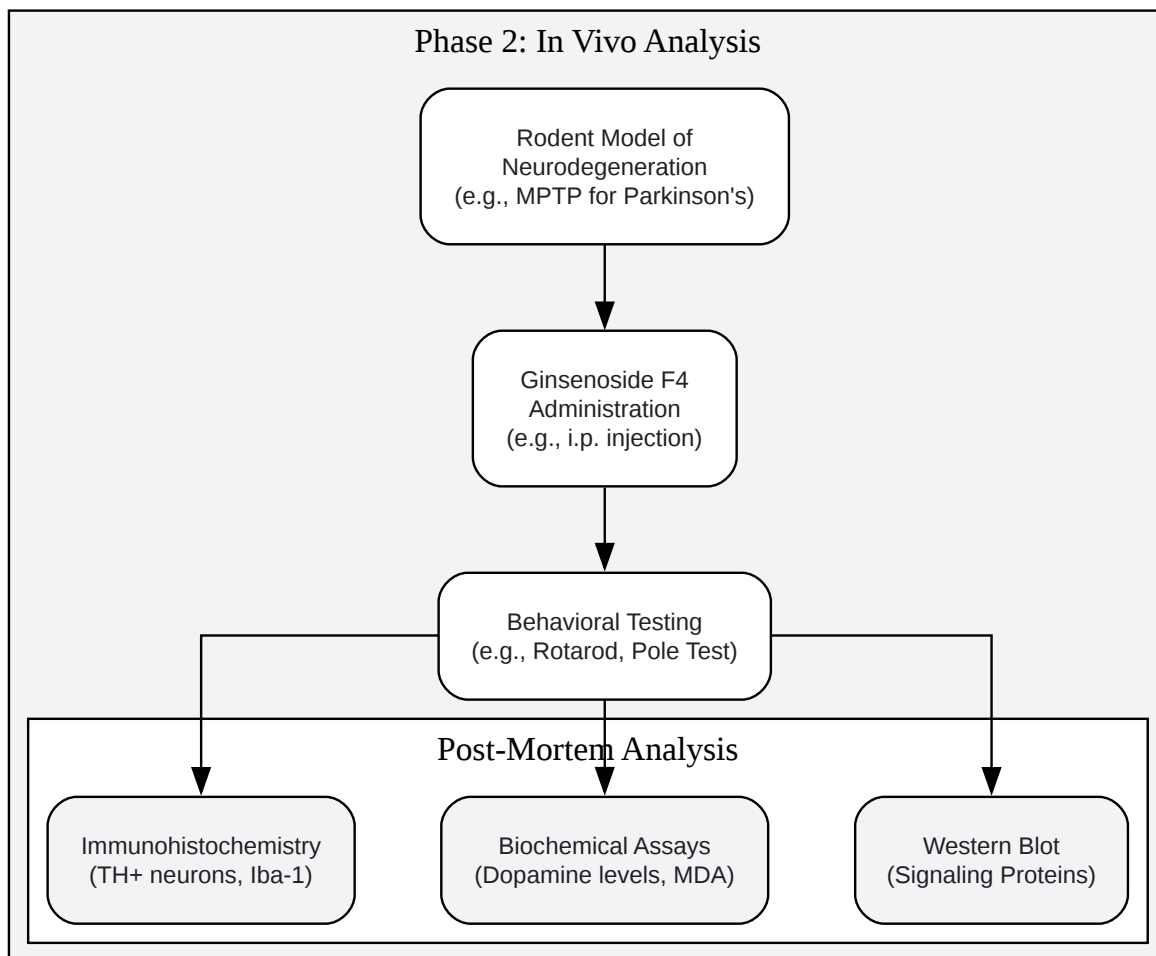 Phase 2: In Vivo Analysis
Rodent Model of
Neurodegeneration
(e.g., MPTP for Parkinson's)
Ginsenoside F4
Administration
(e.g., i.p. injection)
Behavioral Testing
(e.g., Rotarod, Pole Test)
Post-Mortem Analysis
Immunohistochemistry
(TH+ neurons, Iba-1)
Biochemical Assays
(Dopamine levels, MDA)
Western Blot
(Signaling Proteins)